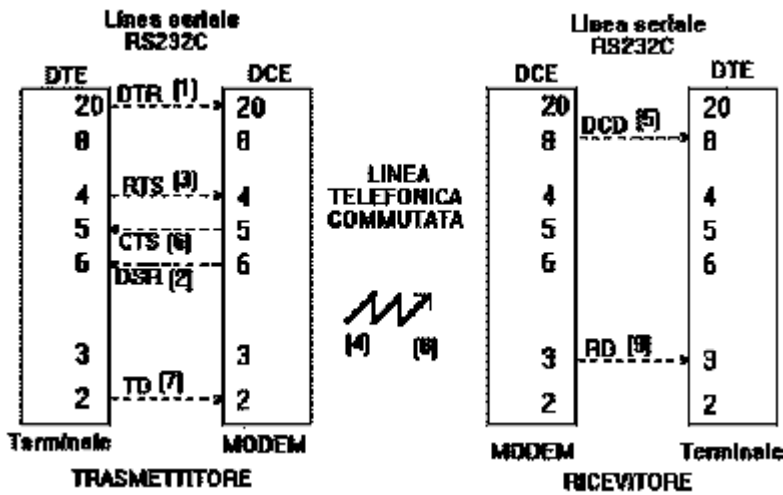 Linea seriale
RS232C
DTE
DCE
20 DTR (1) 20
8 8
4 RTS (3) 4
5 5
CTS (6)
6 6
DSR (2)
3 3
2 TD (7) 2
Terminale
MODEM
TRASMETTITORE
LINEA
TELEFONICA
COMMUTATA
(4) (8)
Linea seriale
RS232C
DCE
DTE
20 20
8 DCD (5) 8
4 4
5 5
6 6
3 RD (9) 3
2 2
MODEM
Terminale
RICEVITORE